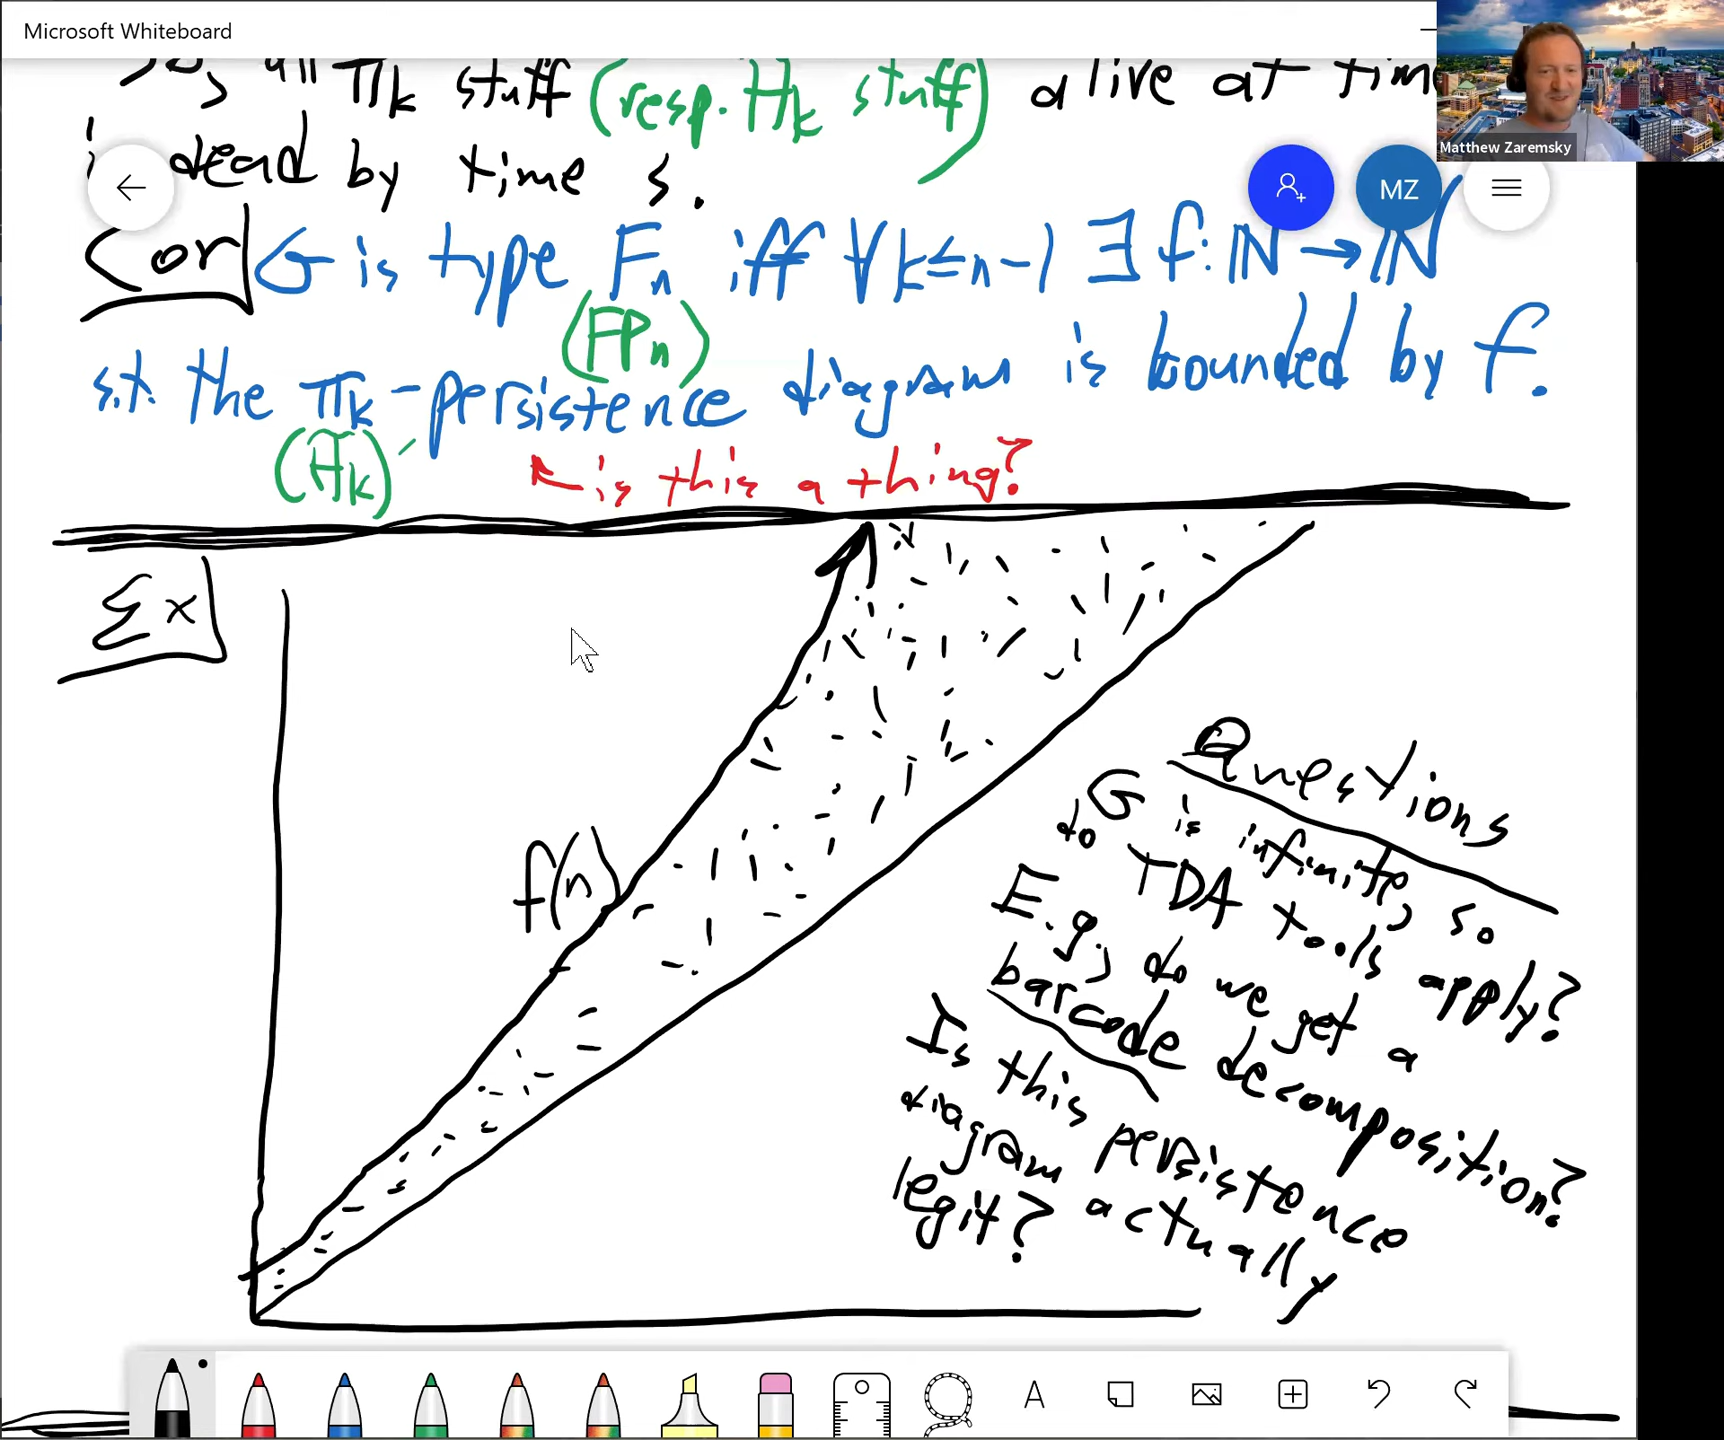 Microsoft Whiteboard
Matthew Zaremsky
MZ
So, all πk stuff (resp. H̃k stuff) alive at time
dead by time s.
Cor G is type Fn iff ∀k≤n-1 ∃ f: ℕ→ℕ
(FPn)
s.t. the πk-persistence diagram is bounded by f.
(H̃k)
is this a thing?
Ex
f(n)
Questions
G is infinite, so
do TDA tools apply?
E.g., do we get a
barcode decomposition?
Is this persistence
diagram actually
legit?
A